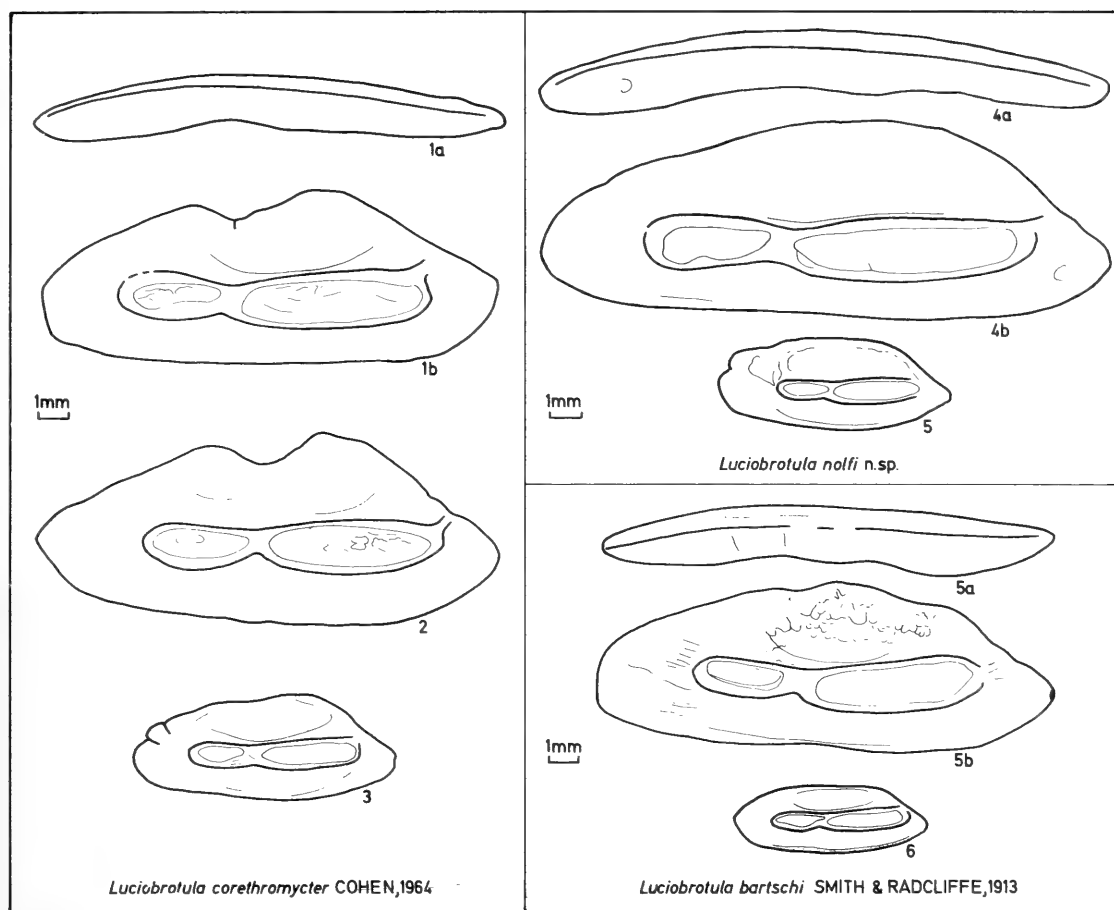 1a
1b
1mm
2
3
Luciobrotula corethromycter COHEN,1964
4a
4b
1mm
5
Luciobrotula nolfi n.sp.
5a
5b
1mm
6
Luciobrotula bartschi SMITH & RADCLIFFE,1913